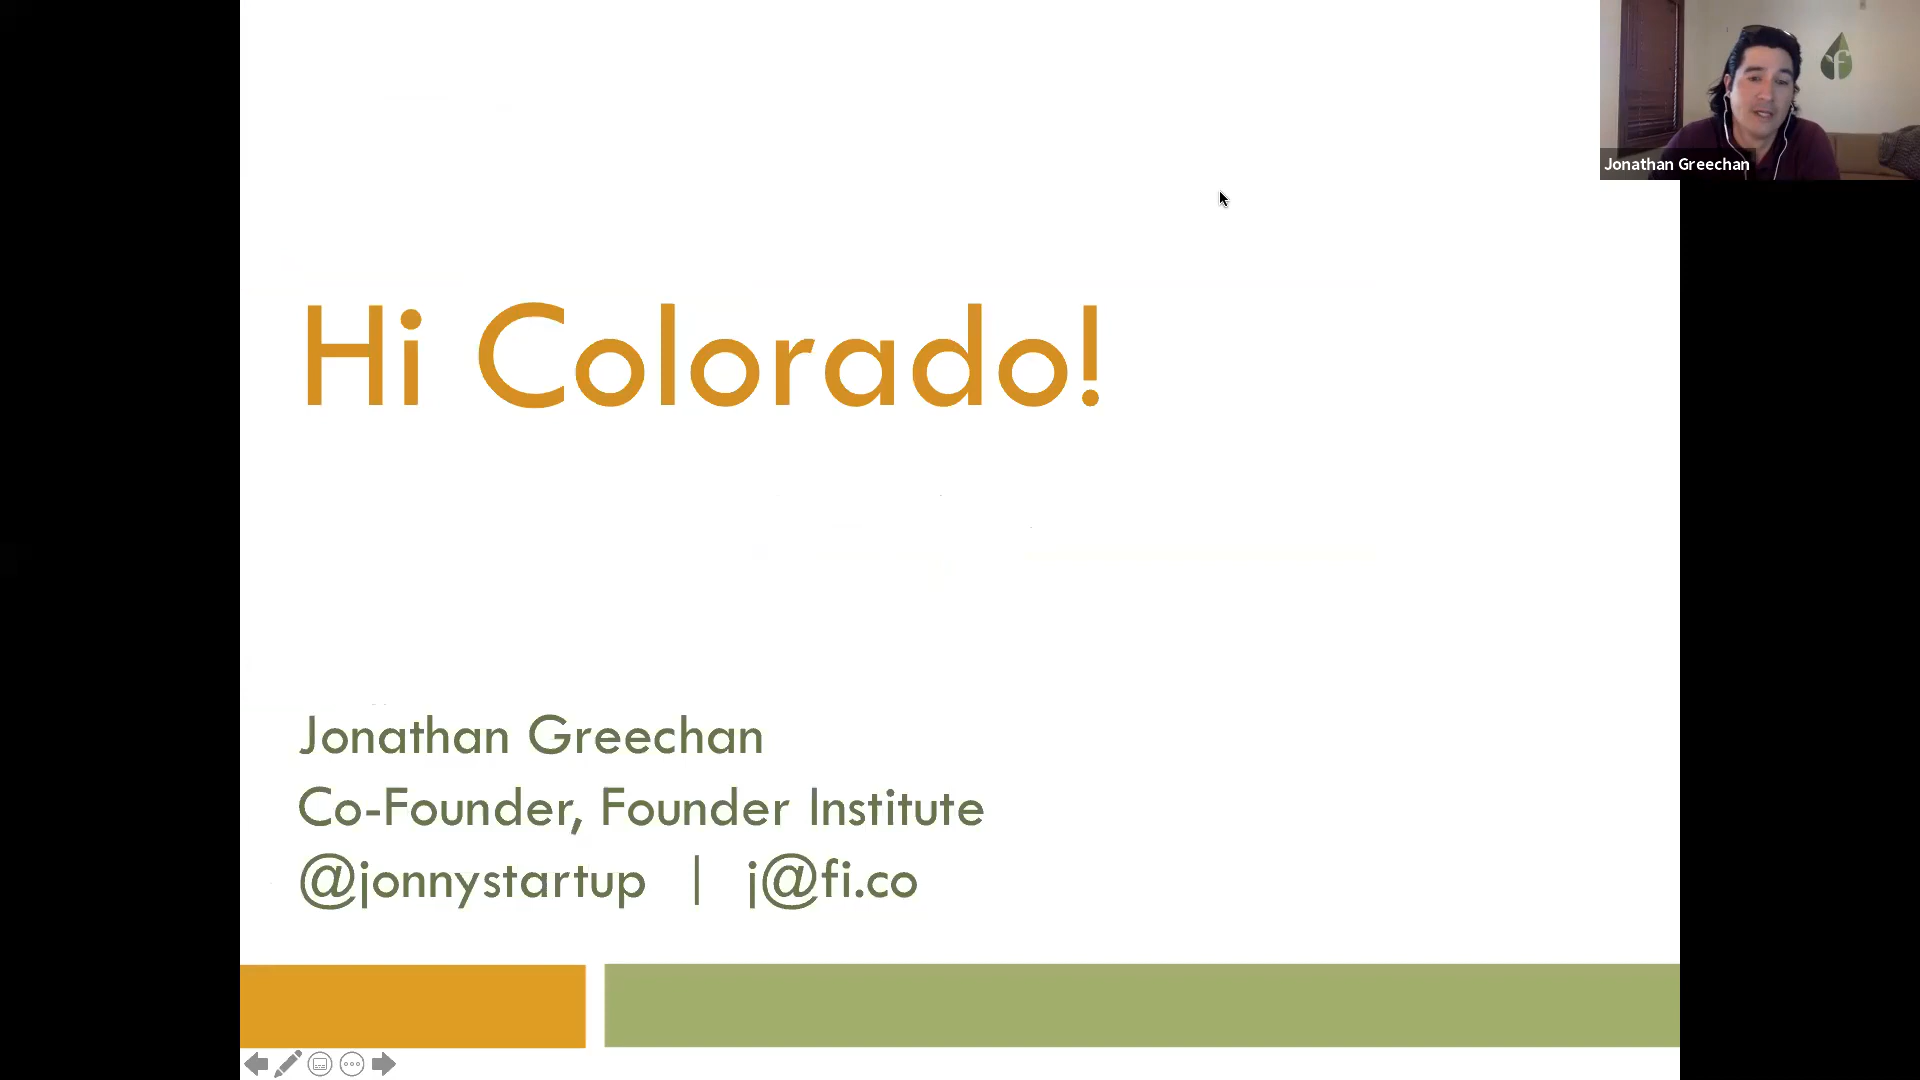 Hi Colorado!
Jonathan Greechan
Co-Founder, Founder Institute
@jonnystartup | j@fi.co
Jonathan Greechan
f